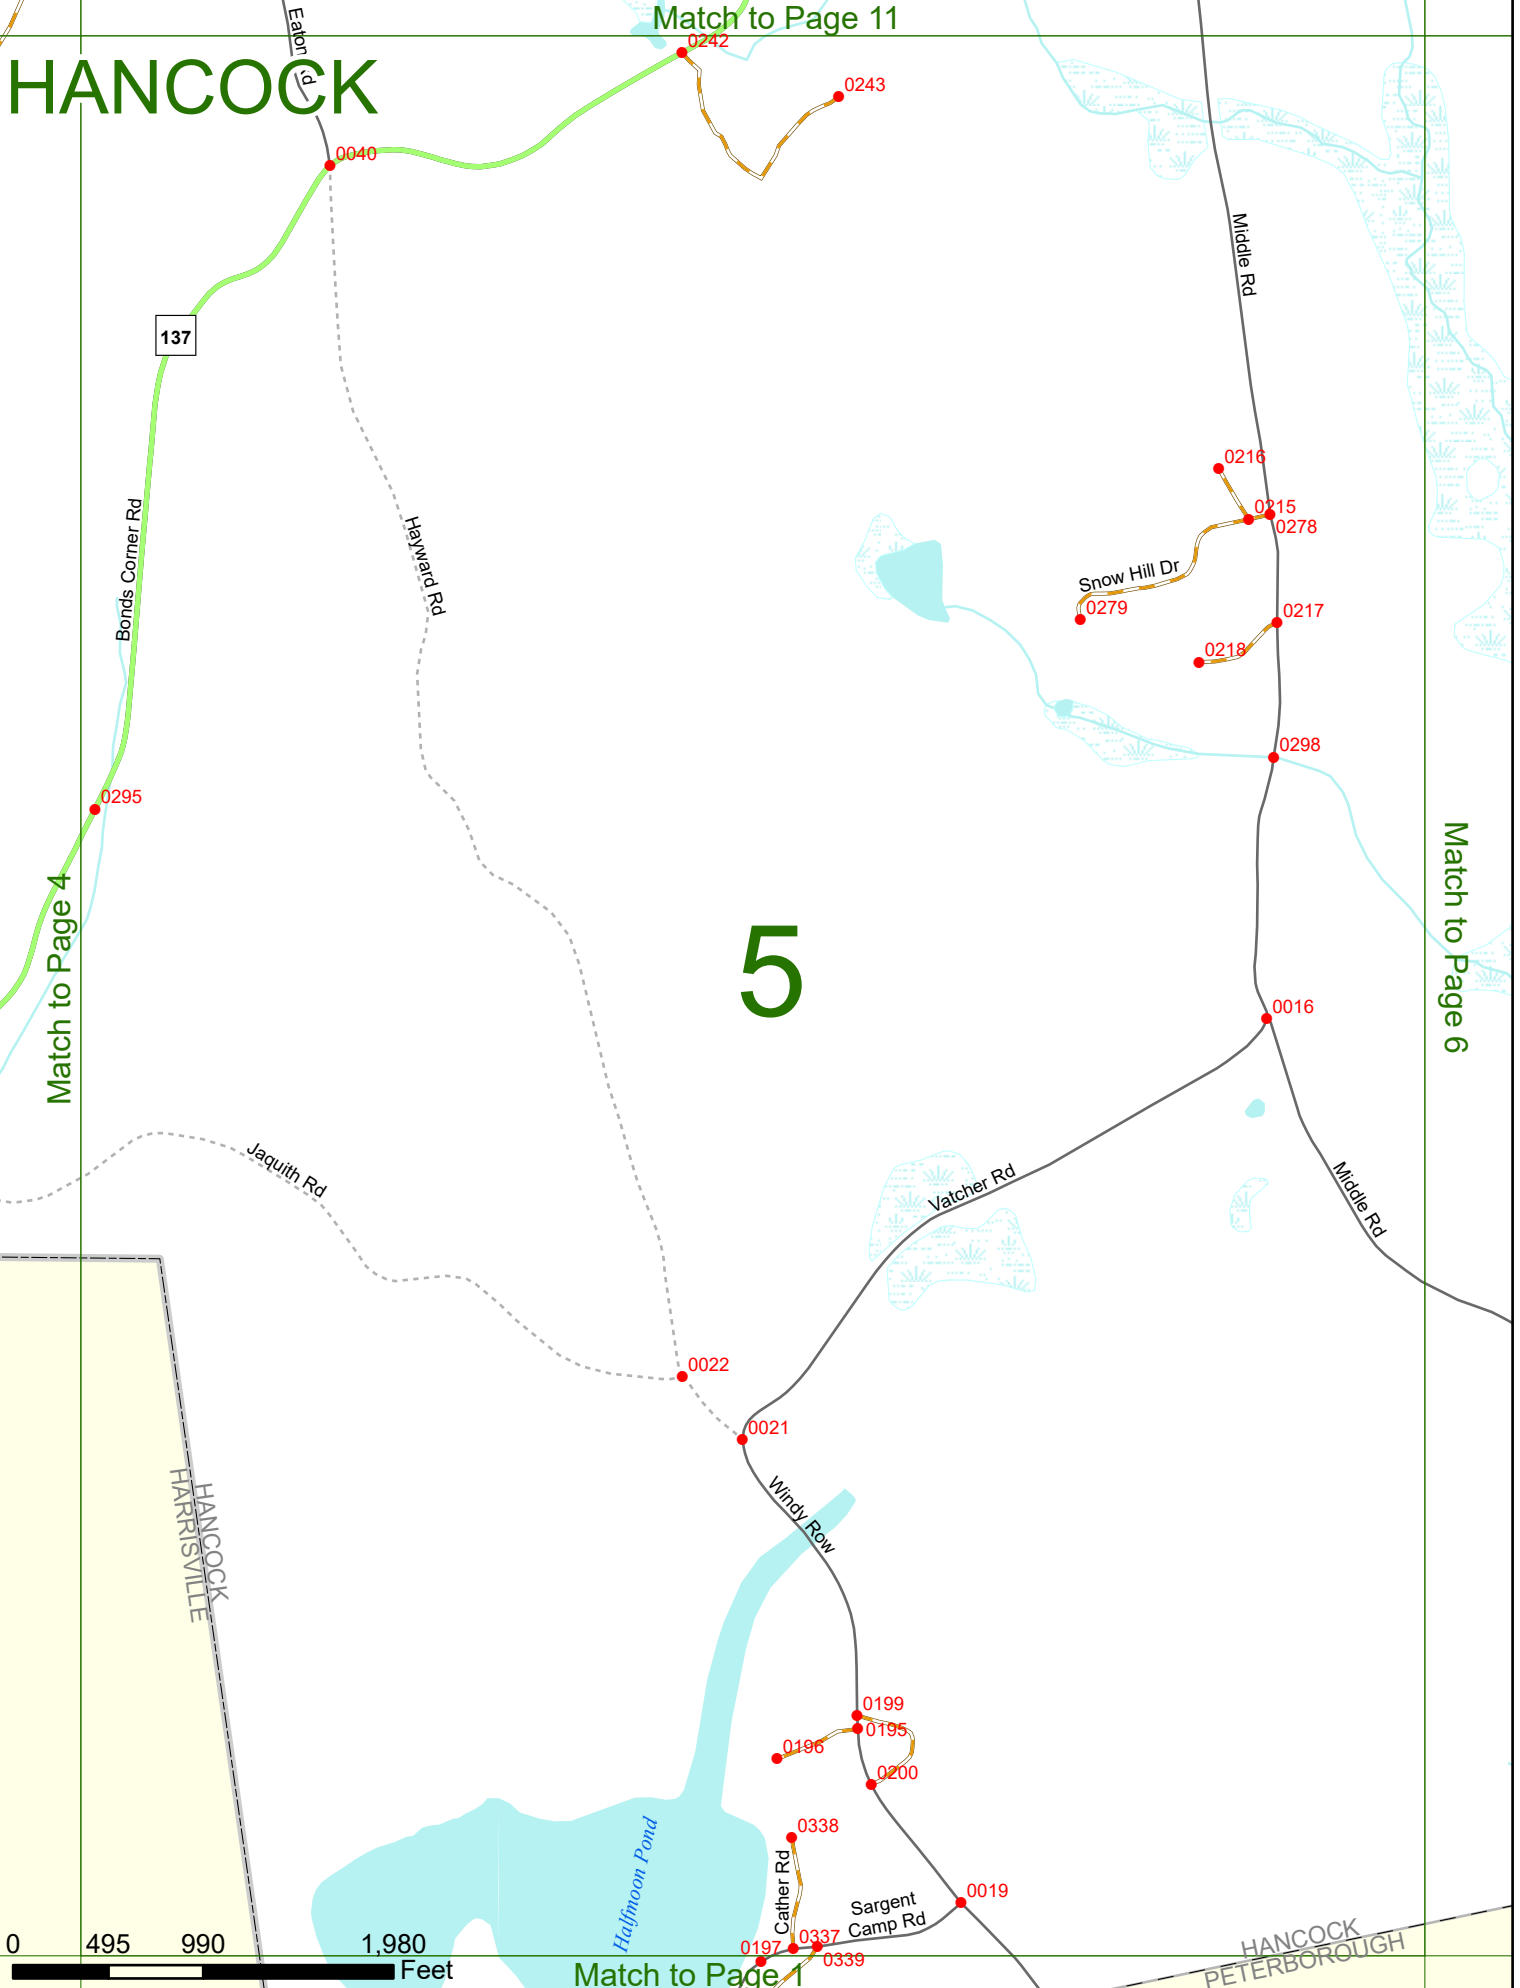 Match to Page 11
HANCOCK
Eaton Rd
0242
0243
0040
137
Middle Rd
Bonds Corner Rd
Hayward Rd
0216
0215
0278
Snow Hill Dr
0279
0217
0218
0298
0295
Match to Page 4
Match to Page 6
5
0016
Jaquith Rd
Vatcher Rd
Middle Rd
0022
0021
Windy Row
HANCOCK
HARRISVILLE
0199
0195
0196
0200
0338
Halfmoon Pond
Cather Rd
Sargent
Camp Rd
0019
0337
0197
0339
HANCOCK
PETERBOROUGH
0 495 990 1,980
Feet
Match to Page 1